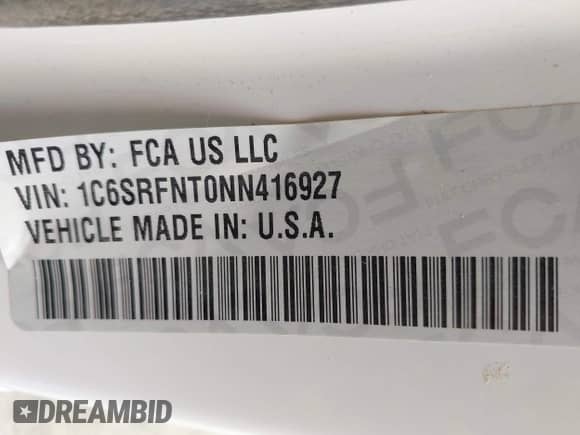 MFD BY: FCA US LLC
VIN: 1C6SRFNT0NN416927
VEHICLE MADE IN: U.S.A.
DREAMBID